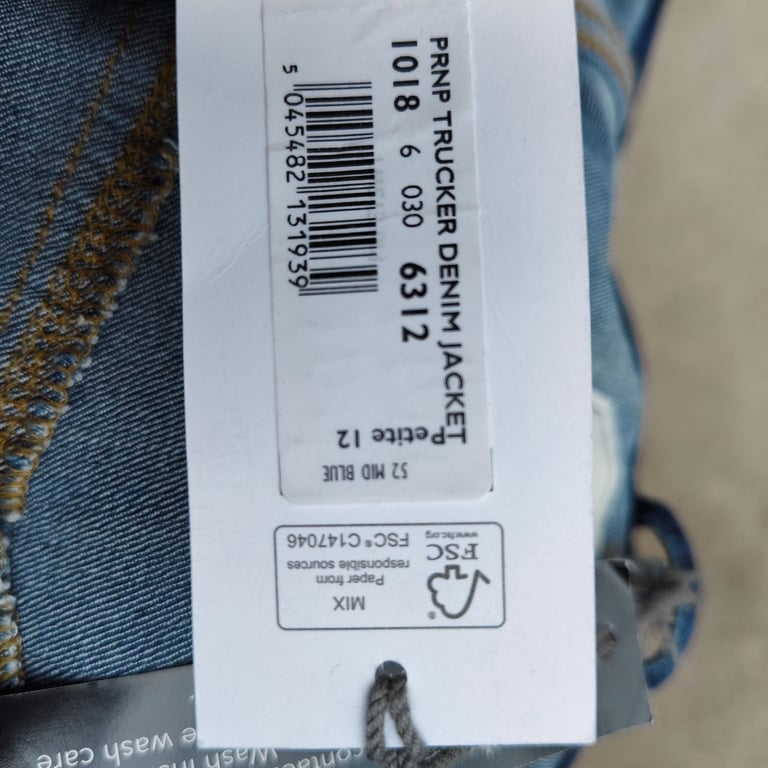 PRNP TRUCKER DENIM JACKET
1018 6 030 6312
5 045482 131939
Petite 12
52 MID BLUE
FSC
www.fsc.org
MIX
Paper from
responsible sources
FSC® C147046
wash care
Wash